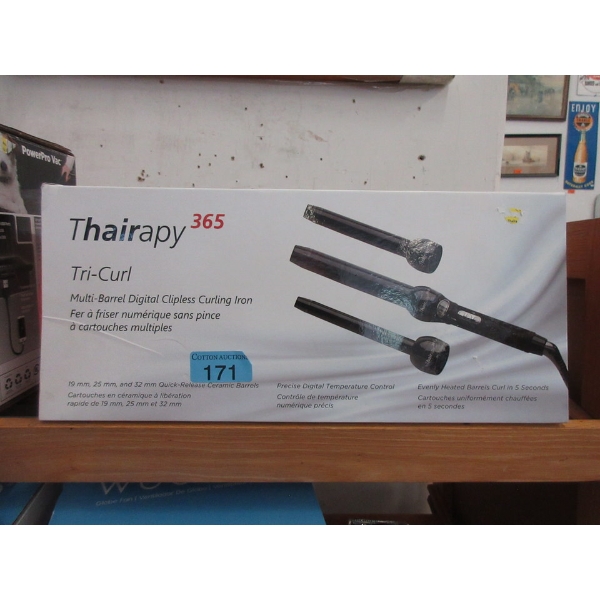 PowerPro Vac
ENJOY
Thairapy 365
Tri-Curl
Multi-Barrel Digital Clipless Curling Iron
Fer à friser numérique sans pince
à cartouches multiples
COTTON AUCTION
171
19 mm, 25 mm, and 32 mm Quick-Release Ceramic Barrels
Cartouches en céramique à libération
rapide de 19 mm, 25 mm et 32 mm
Precise Digital Temperature Control
Contrôle de température
numérique précis
Evenly Heated Barrels Curl in 5 Seconds
Cartouches uniformément chauffées
en 5 secondes